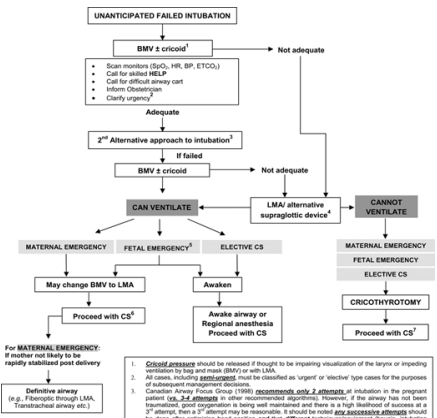 UNANTICIPATED FAILED INTUBATION
BMV ± cricoid1
Not adequate
• Scan monitors (SpO2, HR, BP, ETCO2)
• Call for skilled HELP
• Call for difficult airway cart
• Inform Obstetrician
• Clarify urgency2
Adequate
2nd Alternative approach to intubation3
If failed
BMV ± cricoid
Not adequate
CAN VENTILATE
LMA/ alternative
supraglottic device4
CANNOT
VENTILATE
MATERNAL EMERGENCY
FETAL EMERGENCY5
ELECTIVE CS
MATERNAL EMERGENCY
FETAL EMERGENCY
ELECTIVE CS
May change BMV to LMA
Awaken
CRICOTHYROTOMY
Proceed with CS6
Awake airway or
Regional anesthesia
Proceed with CS
Proceed with CS7
For MATERNAL EMERGENCY:
If mother not likely to be
rapidly stabilized post delivery
Definitive airway
(e.g., Fiberoptic through LMA,
Transtracheal airway etc.)
1. Cricoid pressure should be released if thought to be impairing visualization of the larynx or impeding
ventilation by bag and mask (BMV) or with LMA.
2. All cases, including semi-urgent, must be classified as 'urgent' or 'elective' type cases for the purposes
of subsequent management decisions.
3. Canadian Airway Focus Group (1998) recommends only 2 attempts at intubation in the pregnant
patient (vs. 3-4 attempts in other recommended algorithms). However, if the airway has not been
traumatized, good oxygenation is being well maintained and there is a high likelihood of success at a
3rd attempt, then a 3rd attempt may be reasonable. It should be noted any successive attempts should